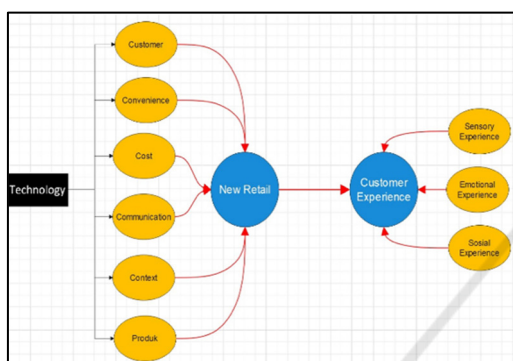 Customer
Convenience
Cost
Technology
Communication
Context
Produk
New Retail
Customer
Experience
Sensory
Experience
Emotional
Experience
Sosial
Experience